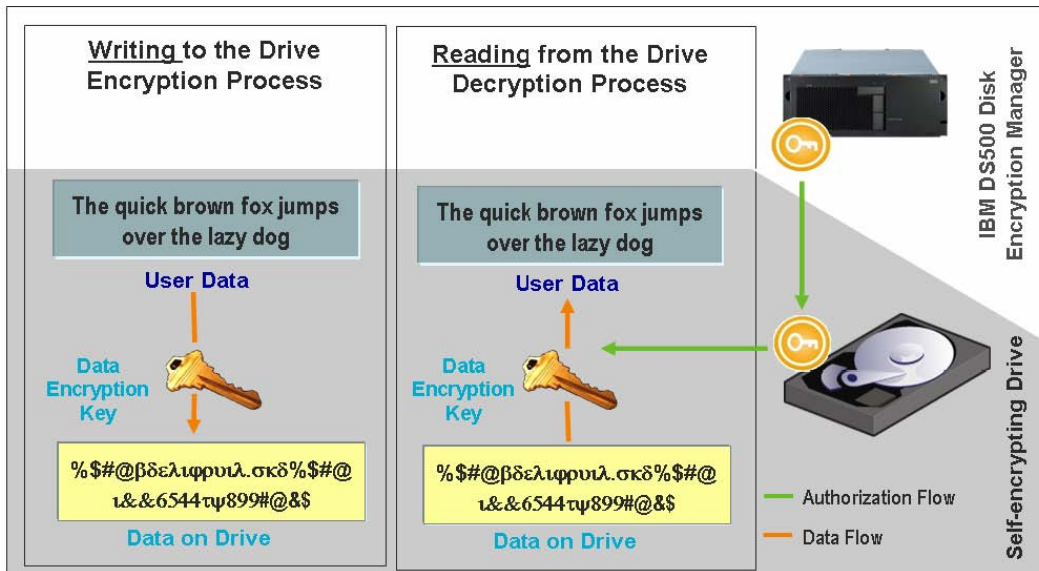 Writing to the Drive
Encryption Process
The quick brown fox jumps
over the lazy dog
User Data
Data
Encryption
Key
%$#@βδελιφρυιλ.σκδ%$#@
ι&&6544τψ899#@&$
Data on Drive
Reading from the Drive
Decryption Process
The quick brown fox jumps
over the lazy dog
User Data
Data
Encryption
Key
%$#@βδελιφρυιλ.σκδ%$#@
ι&&6544τψ899#@&$
Data on Drive
IBM DS500 Disk
Encryption Manager
Self-encrypting Drive
Authorization Flow
Data Flow